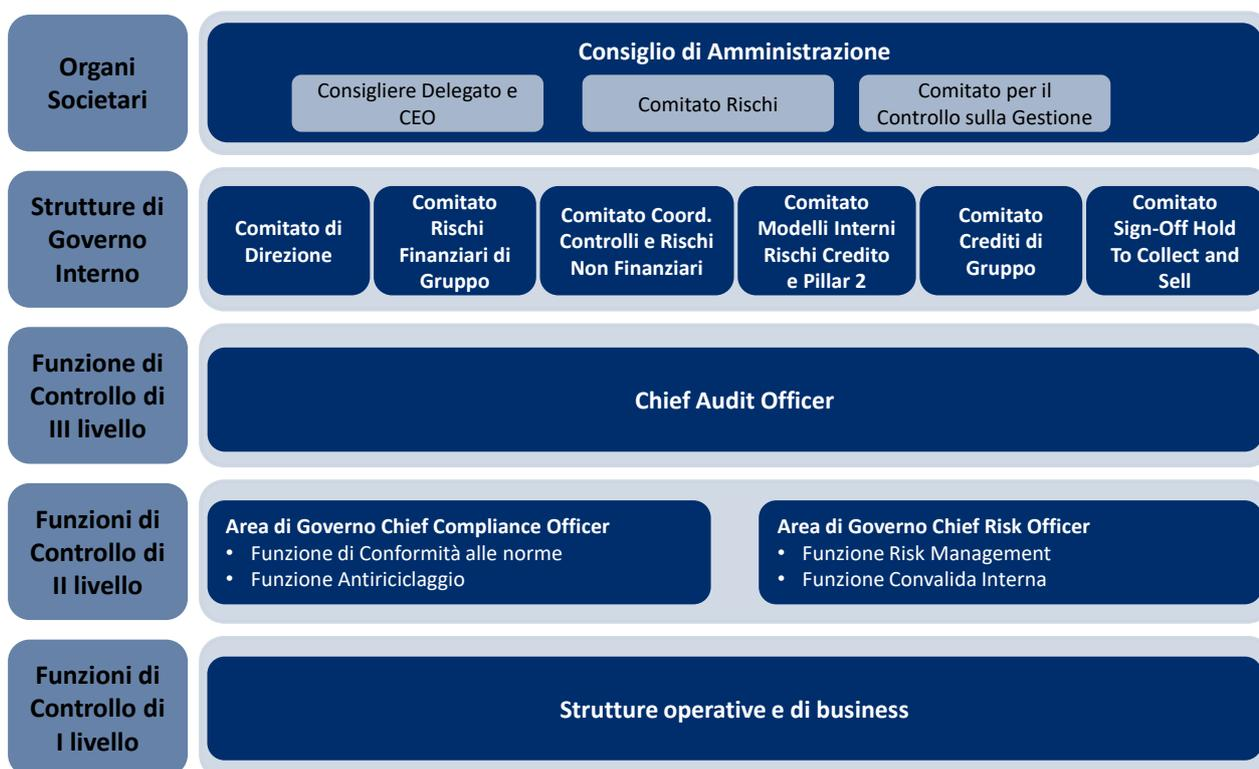 Organi
Societari
Consiglio di Amministrazione
Consigliere Delegato e
CEO
Comitato Rischi
Comitato per il
Controllo sulla Gestione
Strutture di
Governo
Interno
Comitato di
Direzione
Comitato
Rischi
Finanziari di
Gruppo
Comitato Coord.
Controlli e Rischi
Non Finanziari
Comitato
Modelli Interni
Rischi Credito
e Pillar 2
Comitato
Crediti di
Gruppo
Comitato
Sign-Off Hold
To Collect and
Sell
Funzione di
Controllo di
III livello
Chief Audit Officer
Funzioni di
Controllo di
II livello
Area di Governo Chief Compliance Officer
• Funzione di Conformità alle norme
• Funzione Antiriciclaggio
Area di Governo Chief Risk Officer
• Funzione Risk Management
• Funzione Convalida Interna
Funzioni di
Controllo di
I livello
Strutture operative e di business